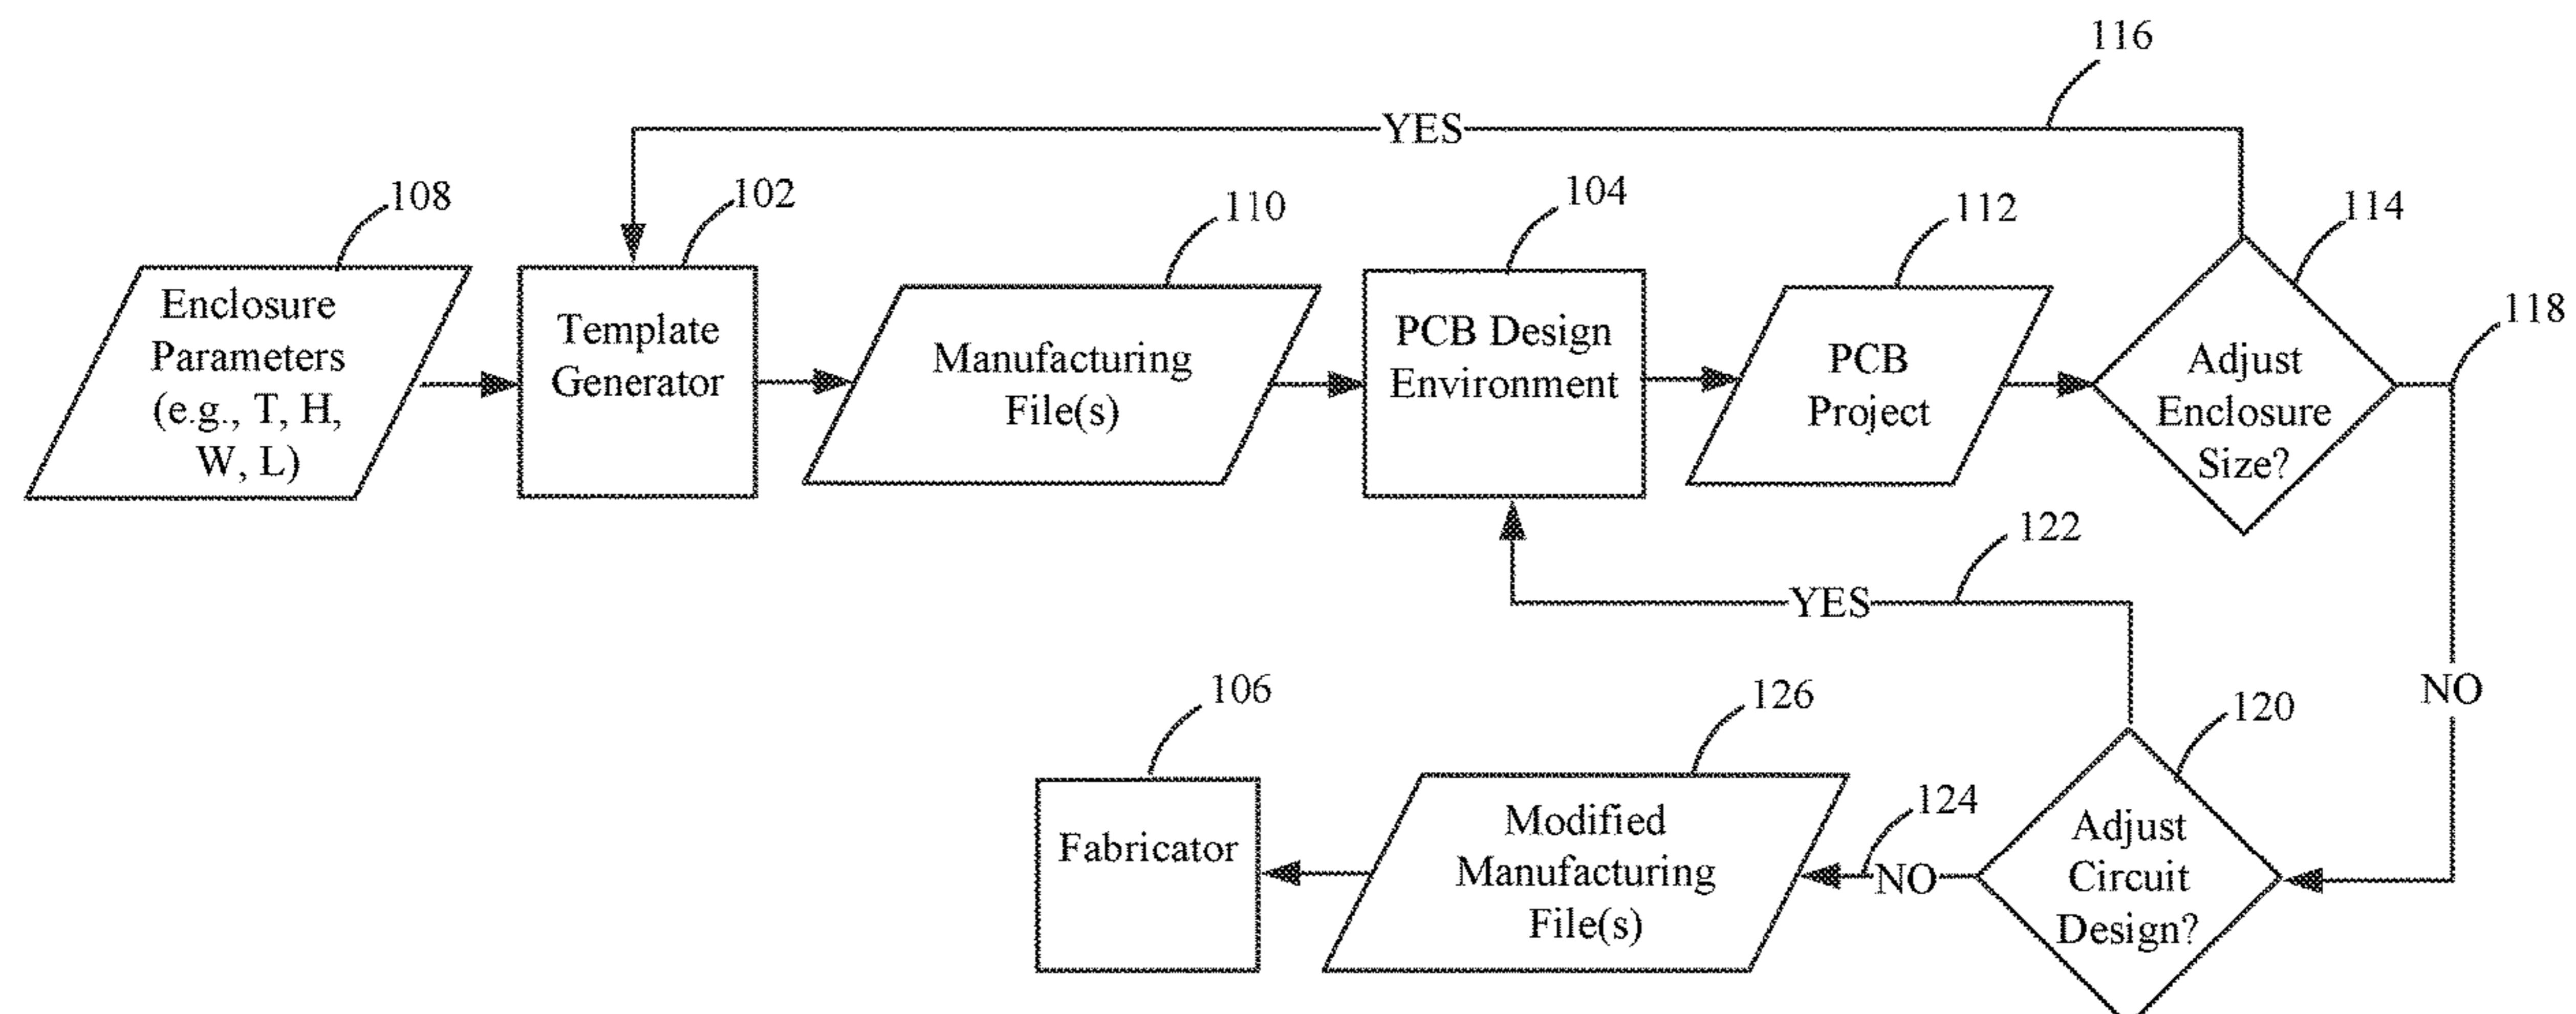 116
YES
108
102
110
104
112
114
118
Enclosure
Parameters
(e.g., T, H,
W, L)
Template
Generator
Manufacturing
File(s)
PCB Design
Environment
PCB
Project
Adjust
Enclosure
Size?
122
YES
NO
106
126
120
124
Fabricator
Modified
Manufacturing
File(s)
NO
Adjust
Circuit
Design?